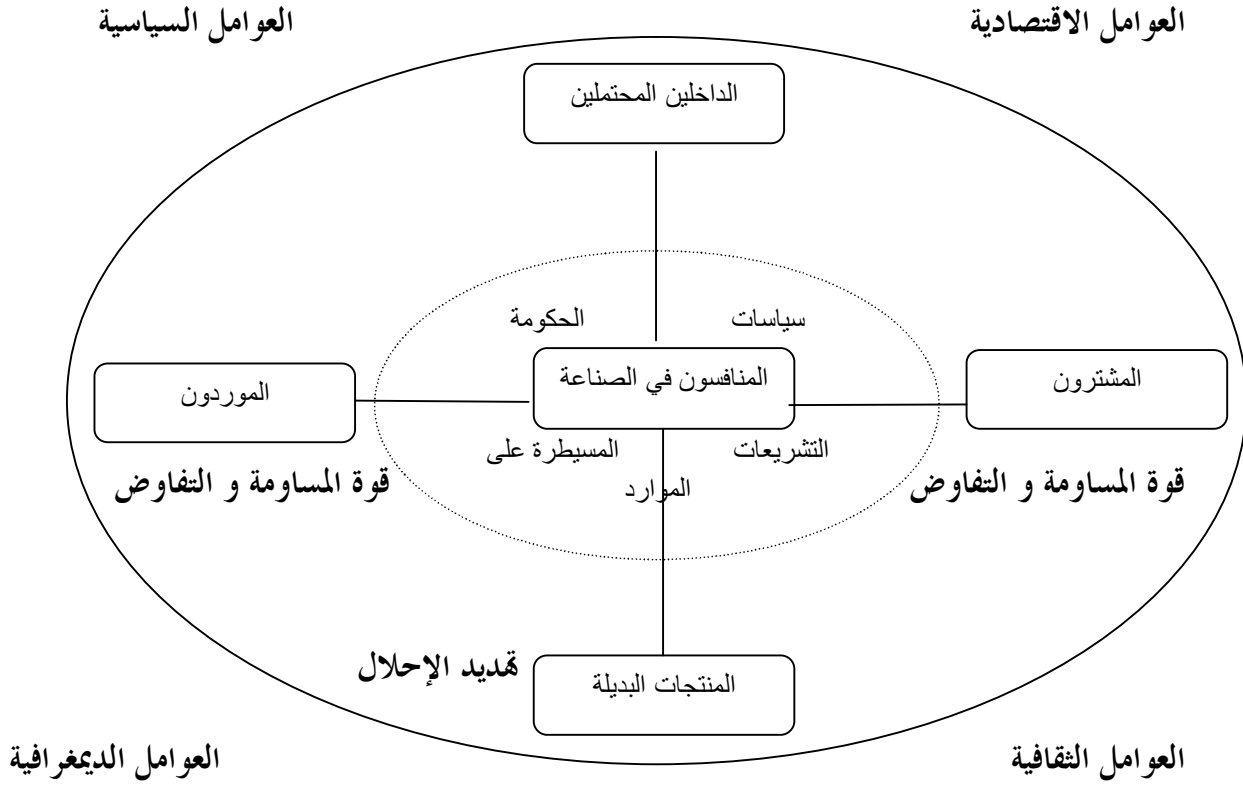 العوامل الاقتصادية
العوامل السياسية
الداخلين المحتملين
سياسات
الحكومة
المشترون
المنافسون في الصناعة
الموردون
التشريعات
المسيطرة على
الموارد
قوة المساومة و التفاوض
قوة المساومة و التفاوض
تهديد الإحلال
المنتجات البديلة
العوامل الثقافية
العوامل الديمغرافية